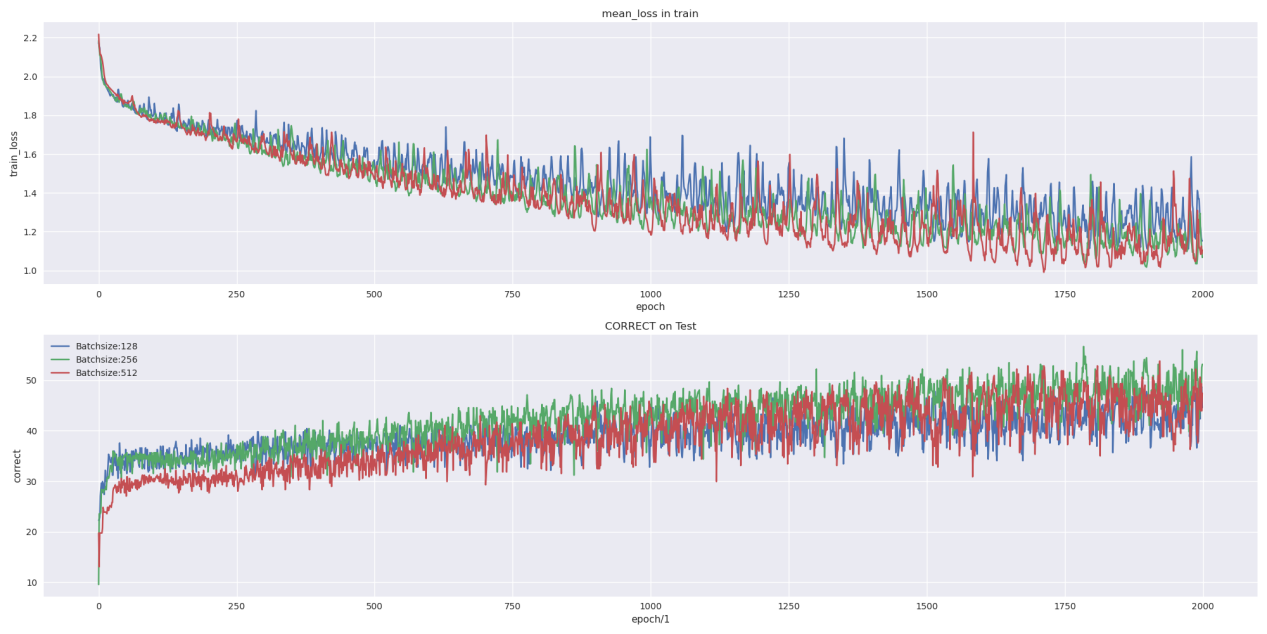 mean_loss in train
train_loss
2.2
2.0
1.8
1.6
1.4
1.2
1.0
0 250 500 750 1000 1250 1500 1750 2000
epoch
CORRECT on Test
Batchsize:128
Batchsize:256
Batchsize:512
correct
50
40
30
20
10
0 250 500 750 1000 1250 1500 1750 2000
epoch/1